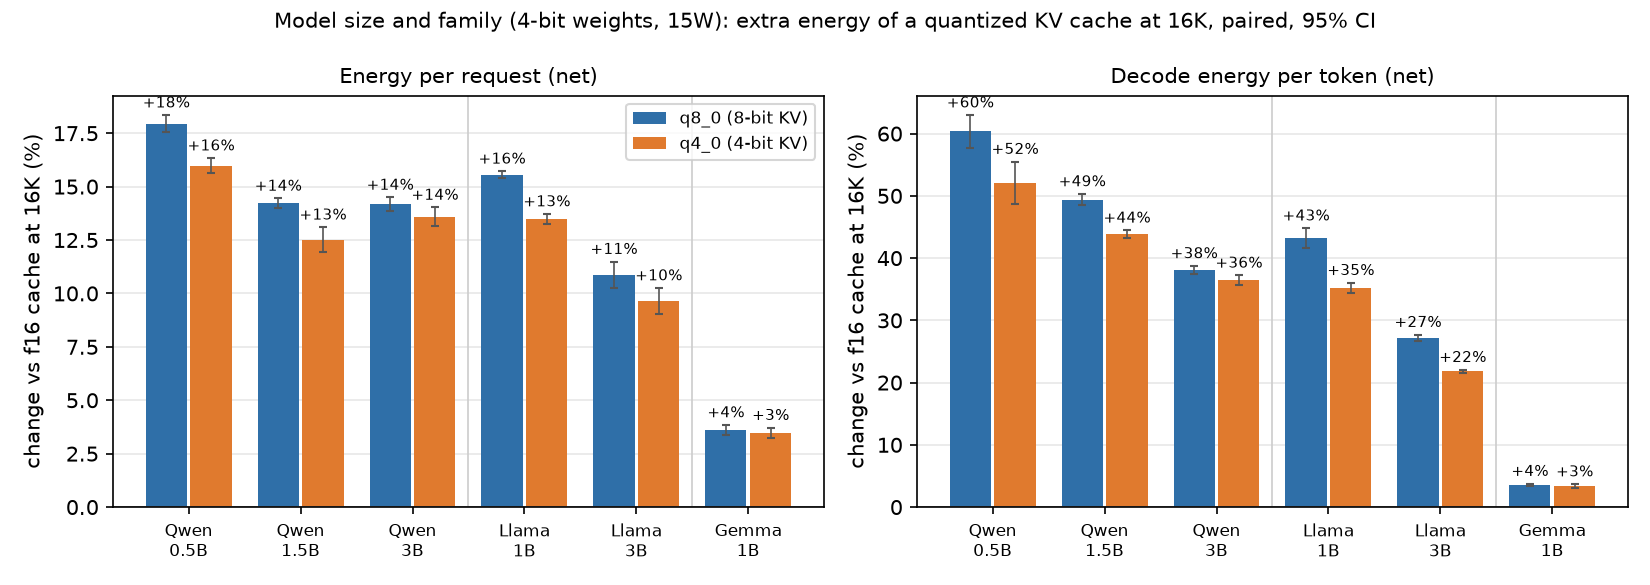 Model size and family (4-bit weights, 15W): extra energy of a quantized KV cache at 16K, paired, 95% CI
Energy per request (net)
change vs f16 cache at 16K (%)
17.5
15.0
12.5
10.0
7.5
5.0
2.5
0.0
+18%
+16%
+14%
+13%
+14%
+14%
+16%
+13%
+11%
+10%
+4%
+3%
q8_0 (8-bit KV)
q4_0 (4-bit KV)
Qwen
0.5B
Qwen
1.5B
Qwen
3B
Llama
1B
Llama
3B
Gemma
1B
Decode energy per token (net)
change vs f16 cache at 16K (%)
60
50
40
30
20
10
0
+60%
+52%
+49%
+44%
+38%
+36%
+43%
+35%
+27%
+22%
+4%
+3%
Qwen
0.5B
Qwen
1.5B
Qwen
3B
Llama
1B
Llama
3B
Gemma
1B